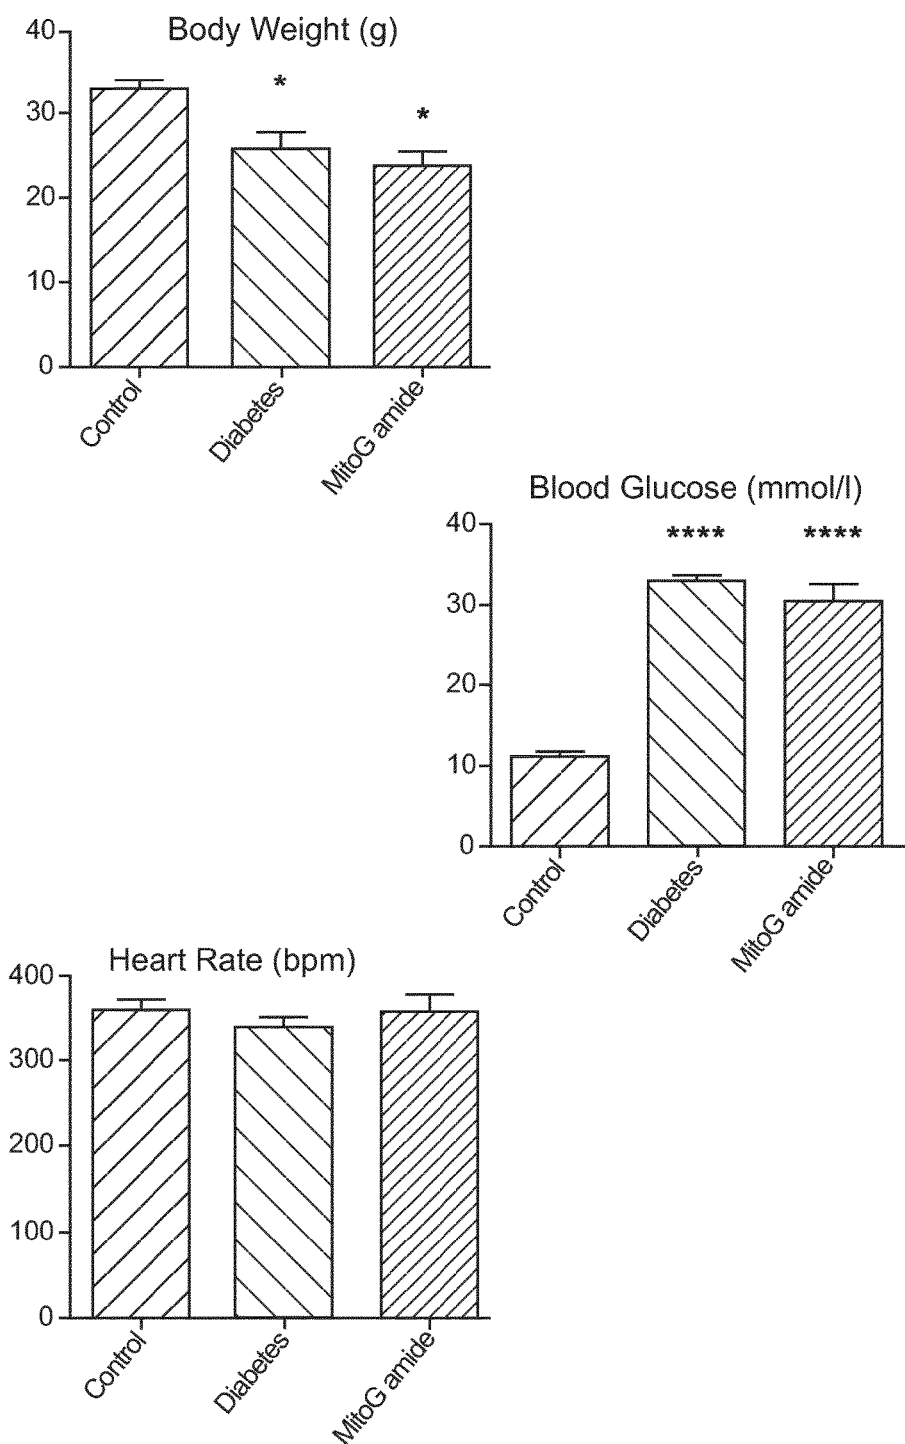 Body Weight (g)
40
30
20
10
0
*
*
Control
Diabetes
MitoG amide
Blood Glucose (mmol/l)
40
30
20
10
0
****
****
Control
Diabetes
MitoG amide
Heart Rate (bpm)
400
300
200
100
0
Control
Diabetes
MitoG amide